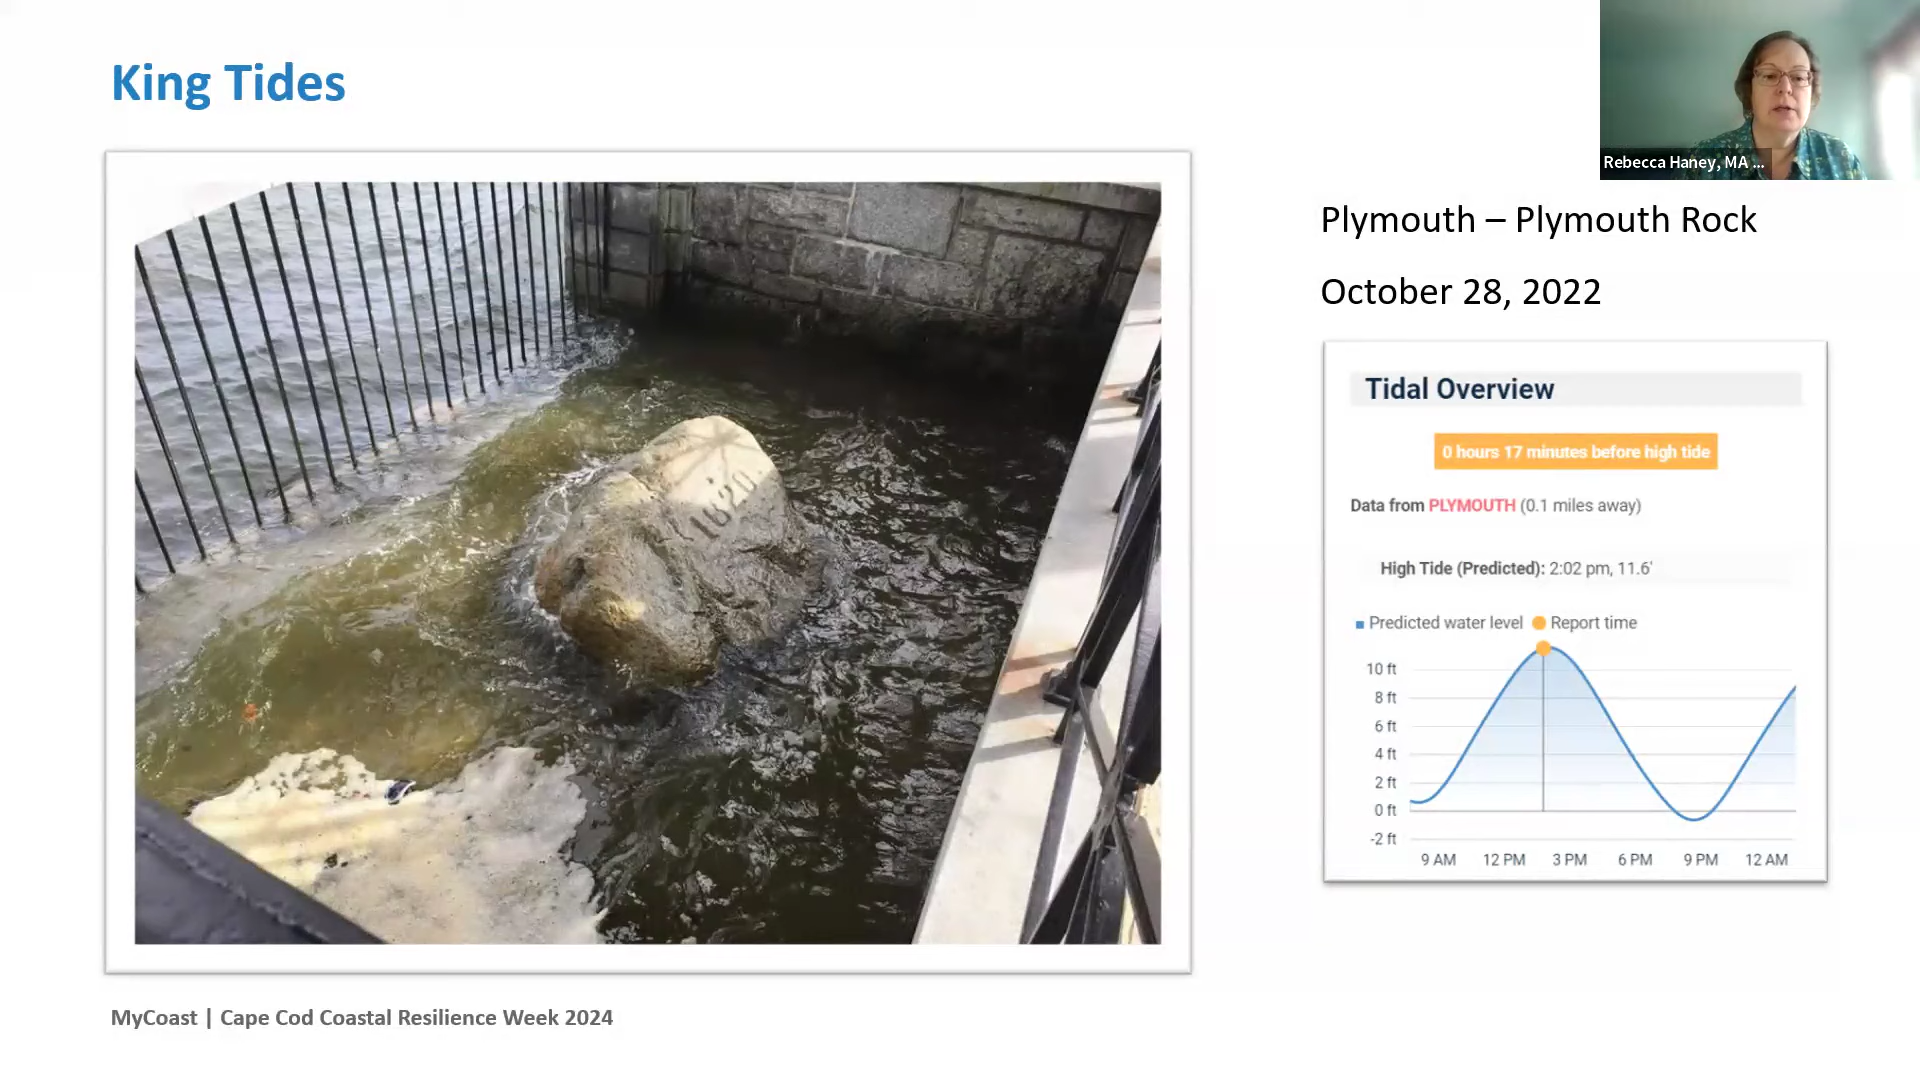 King Tides
Rebecca Haney, MA ...
Plymouth – Plymouth Rock
October 28, 2022
1620
Tidal Overview
0 hours 17 minutes before high tide
Data from PLYMOUTH (0.1 miles away)
High Tide (Predicted): 2:02 pm, 11.6'
Predicted water level Report time
10 ft
8 ft
6 ft
4 ft
2 ft
0 ft
-2 ft
9 AM 12 PM 3 PM 6 PM 9 PM 12 AM
MyCoast | Cape Cod Coastal Resilience Week 2024